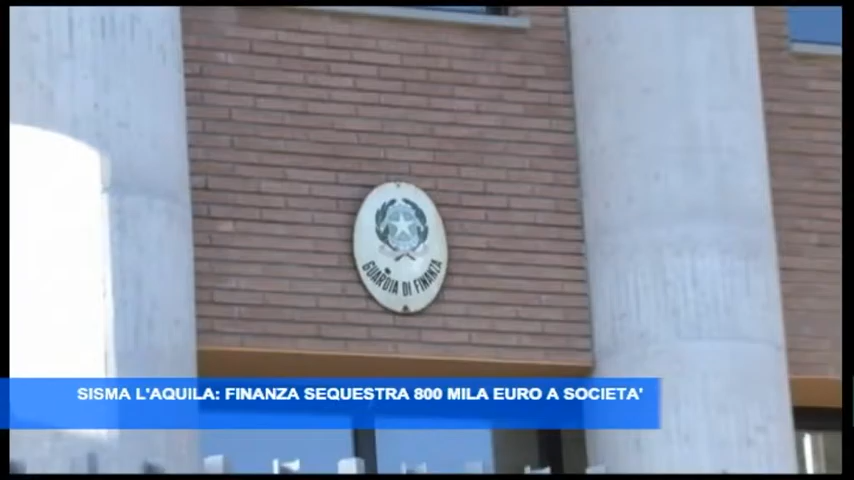 GUARDIA DI FINANZA
SISMA L'AQUILA: FINANZA SEQUESTRA 800 MILA EURO A SOCIETA'